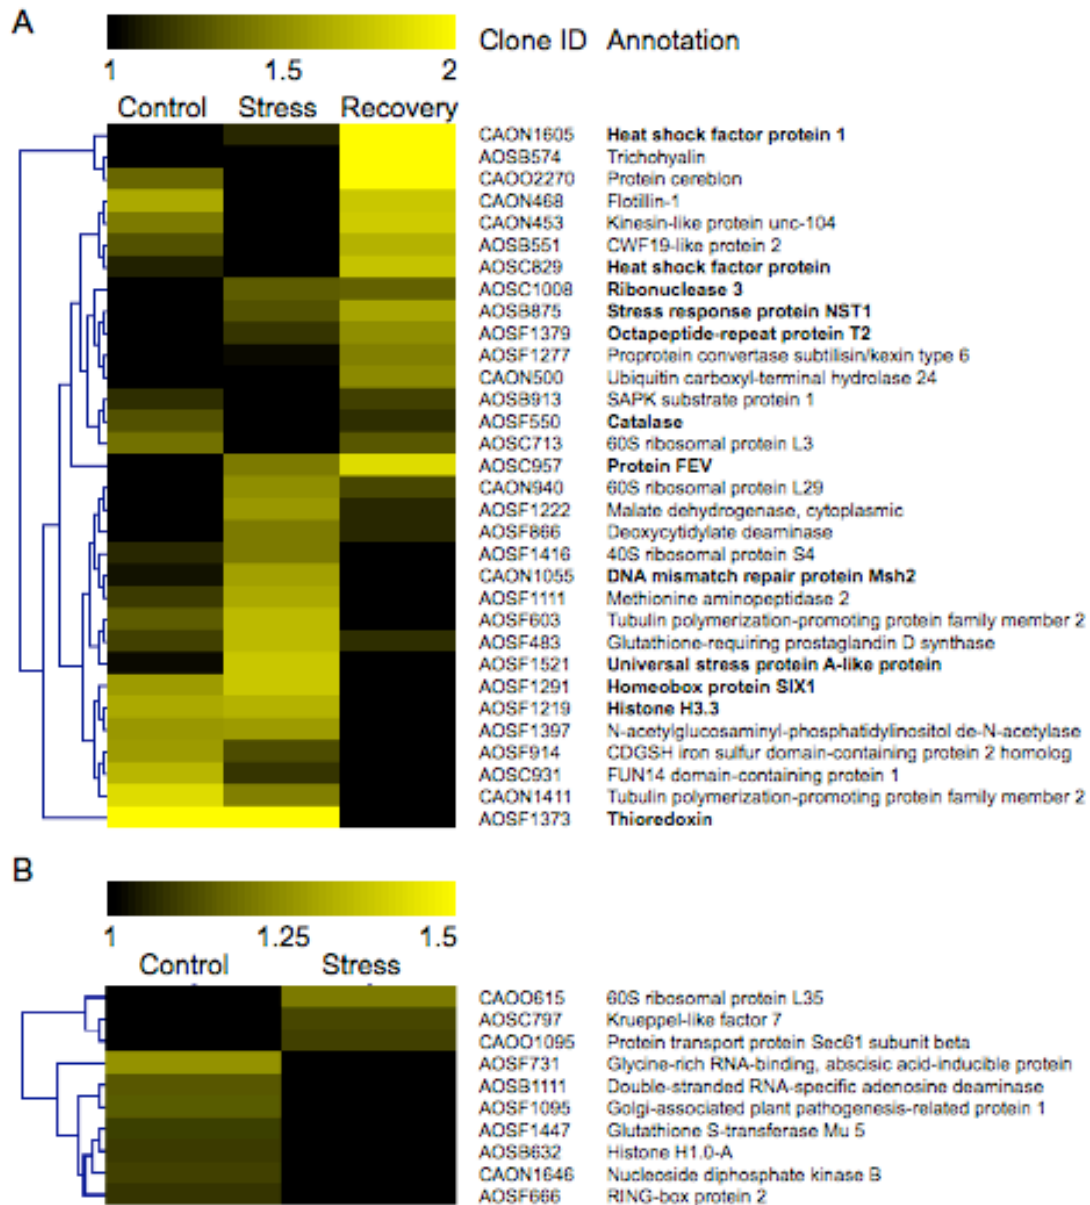 A
Clone ID Annotation
1 1.5 2
Control Stress Recovery
CAON1605 Heat shock factor protein 1
AOSB574 Trichohyalin
CAOO2270 Protein cereblon
CAON468 Flotillin-1
CAON453 Kinesin-like protein unc-104
AOSB551 CWF19-like protein 2
AOSC829 Heat shock factor protein
AOSC1008 Ribonuclease 3
AOSB875 Stress response protein NST1
AOSF1379 Octapeptide-repeat protein T2
AOSF1277 Proprotein convertase subtilisin/kexin type 6
CAON500 Ubiquitin carboxyl-terminal hydrolase 24
AOSB913 SAPK substrate protein 1
AOSF550 Catalase
AOSC713 60S ribosomal protein L3
AOSC957 Protein FEV
CAON940 60S ribosomal protein L29
AOSF1222 Malate dehydrogenase, cytoplasmic
AOSF866 Deoxycytidylate deaminase
AOSF1416 40S ribosomal protein S4
CAON1055 DNA mismatch repair protein Msh2
AOSF1111 Methionine aminopeptidase 2
AOSF603 Tubulin polymerization-promoting protein family member 2
AOSF483 Glutathione-requiring prostaglandin D synthase
AOSF1521 Universal stress protein A-like protein
AOSF1291 Homeobox protein SIX1
AOSF1219 Histone H3.3
AOSF1397 N-acetylglucosaminyl-phosphatidylinositol de-N-acetylase
AOSF914 CDGSH iron sulfur domain-containing protein 2 homolog
AOSC931 FUN14 domain-containing protein 1
CAON1411 Tubulin polymerization-promoting protein family member 2
AOSF1373 Thioredoxin
B
1 1.25 1.5
Control Stress
CAOO615 60S ribosomal protein L35
AOSC797 Krueppel-like factor 7
CAOO1095 Protein transport protein Sec61 subunit beta
AOSF731 Glycine-rich RNA-binding, abscisic acid-inducible protein
AOSB1111 Double-stranded RNA-specific adenosine deaminase
AOSF1095 Golgi-associated plant pathogenesis-related protein 1
AOSF1447 Glutathione S-transferase Mu 5
AOSB632 Histone H1.0-A
CAON1646 Nucleoside diphosphate kinase B
AOSF666 RING-box protein 2